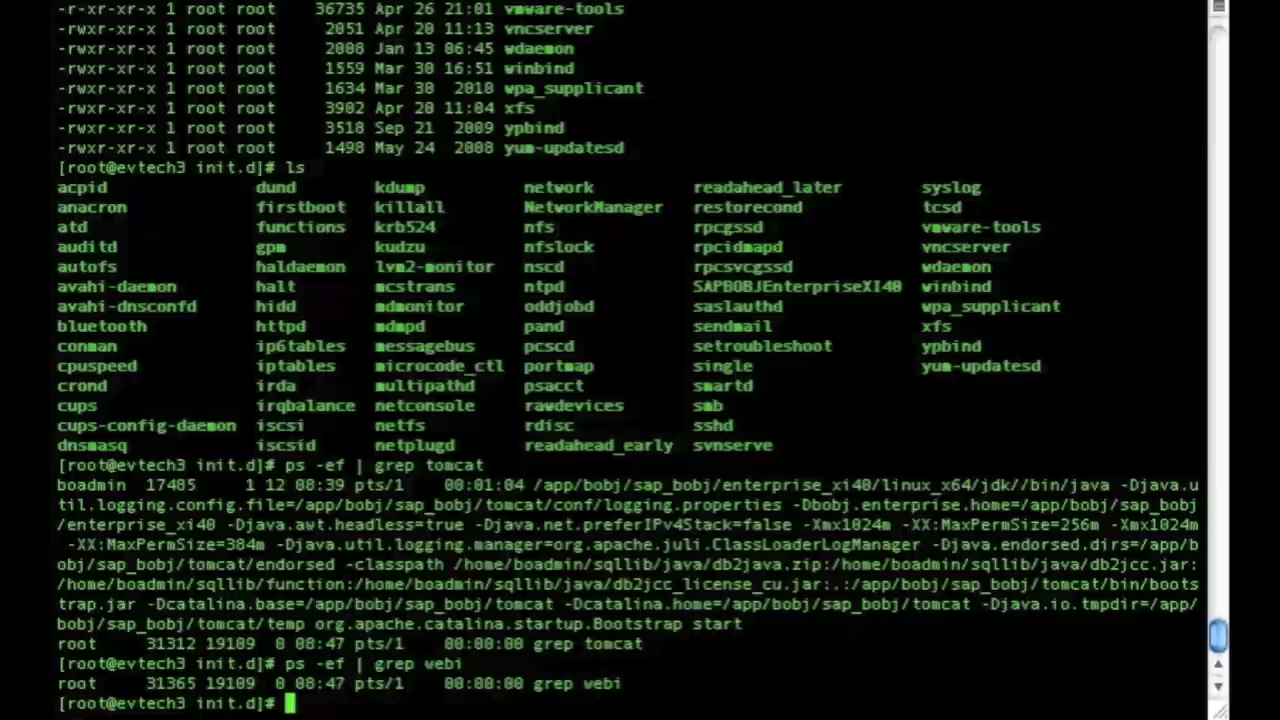 -r-xr-xr-x 1 root root    36735 Apr 26 21:01 vmware-tools
-rwxr-xr-x 1 root root     2051 Apr 20 11:13 vncserver
-rwxr-xr-x 1 root root     2008 Jan 13 06:45 wdaemon
-rwxr-xr-x 1 root root     1559 Mar 30 16:51 winbind
-rwxr-xr-x 1 root root     1634 Mar 30  2010 wpa_supplicant
-rwxr-xr-x 1 root root     3902 Apr 20 11:04 xfs
-rwxr-xr-x 1 root root     3518 Sep 21  2009 ypbind
-rwxr-xr-x 1 root root     1498 May 24  2008 yum-updatesd
[root@evtech3 init.d]# ls
acpid dund kdump network readahead_later syslog
anacron firstboot killall NetworkManager restorecond tcsd
atd functions krb524 nfs rpcgssd vmware-tools
auditd gpm kudzu nfslock rpcidmapd vncserver
autofs haldaemon lvm2-monitor nscd rpcsvcgssd wdaemon
avahi-daemon halt mcstrans ntpd SAPBOBJEnterpriseXI40 winbind
avahi-dnsconfd hidd mdmonitor oddjobd saslauthd wpa_supplicant
bluetooth httpd mdmpd pand sendmail xfs
conman ip6tables messagebus pcscd setroubleshoot ypbind
cpuspeed iptables microcode_ctl portmap single yum-updatesd
crond irda multipathd psacct smartd
cups irqbalance netconsole rawdevices smb
cups-config-daemon iscsi netfs rdisc sshd
dnsmasq iscsid netplugd readahead_early svnserve
[root@evtech3 init.d]# ps -ef | grep tomcat
boadmin  17485     1 12 08:39 pts/1    00:01:04 /app/bobj/sap_bobj/enterprise_xi40/linux_x64/jdk//bin/java -Djava.u
til.logging.config.file=/app/bobj/sap_bobj/tomcat/conf/logging.properties -Dbobj.enterprise.home=/app/bobj/sap_bobj
/enterprise_xi40 -Djava.awt.headless=true -Djava.net.preferIPv4Stack=false -Xmx1024m -XX:MaxPermSize=256m -Xmx1024m
-XX:MaxPermSize=384m -Djava.util.logging.manager=org.apache.juli.ClassLoaderLogManager -Djava.endorsed.dirs=/app/b
obj/sap_bobj/tomcat/endorsed -classpath /home/boadmin/sqllib/java/db2java.zip:/home/boadmin/sqllib/java/db2jcc.jar:
/home/boadmin/sqllib/function:/home/boadmin/sqllib/java/db2jcc_license_cu.jar:.:/app/bobj/sap_bobj/tomcat/bin/boots
trap.jar -Dcatalina.base=/app/bobj/sap_bobj/tomcat -Dcatalina.home=/app/bobj/sap_bobj/tomcat -Djava.io.tmpdir=/app/
bobj/sap_bobj/tomcat/temp org.apache.catalina.startup.Bootstrap start
root     31312 19109  0 08:47 pts/1    00:00:00 grep tomcat
[root@evtech3 init.d]# ps -ef | grep webi
root     31365 19109  0 08:47 pts/1    00:00:00 grep webi
[root@evtech3 init.d]#